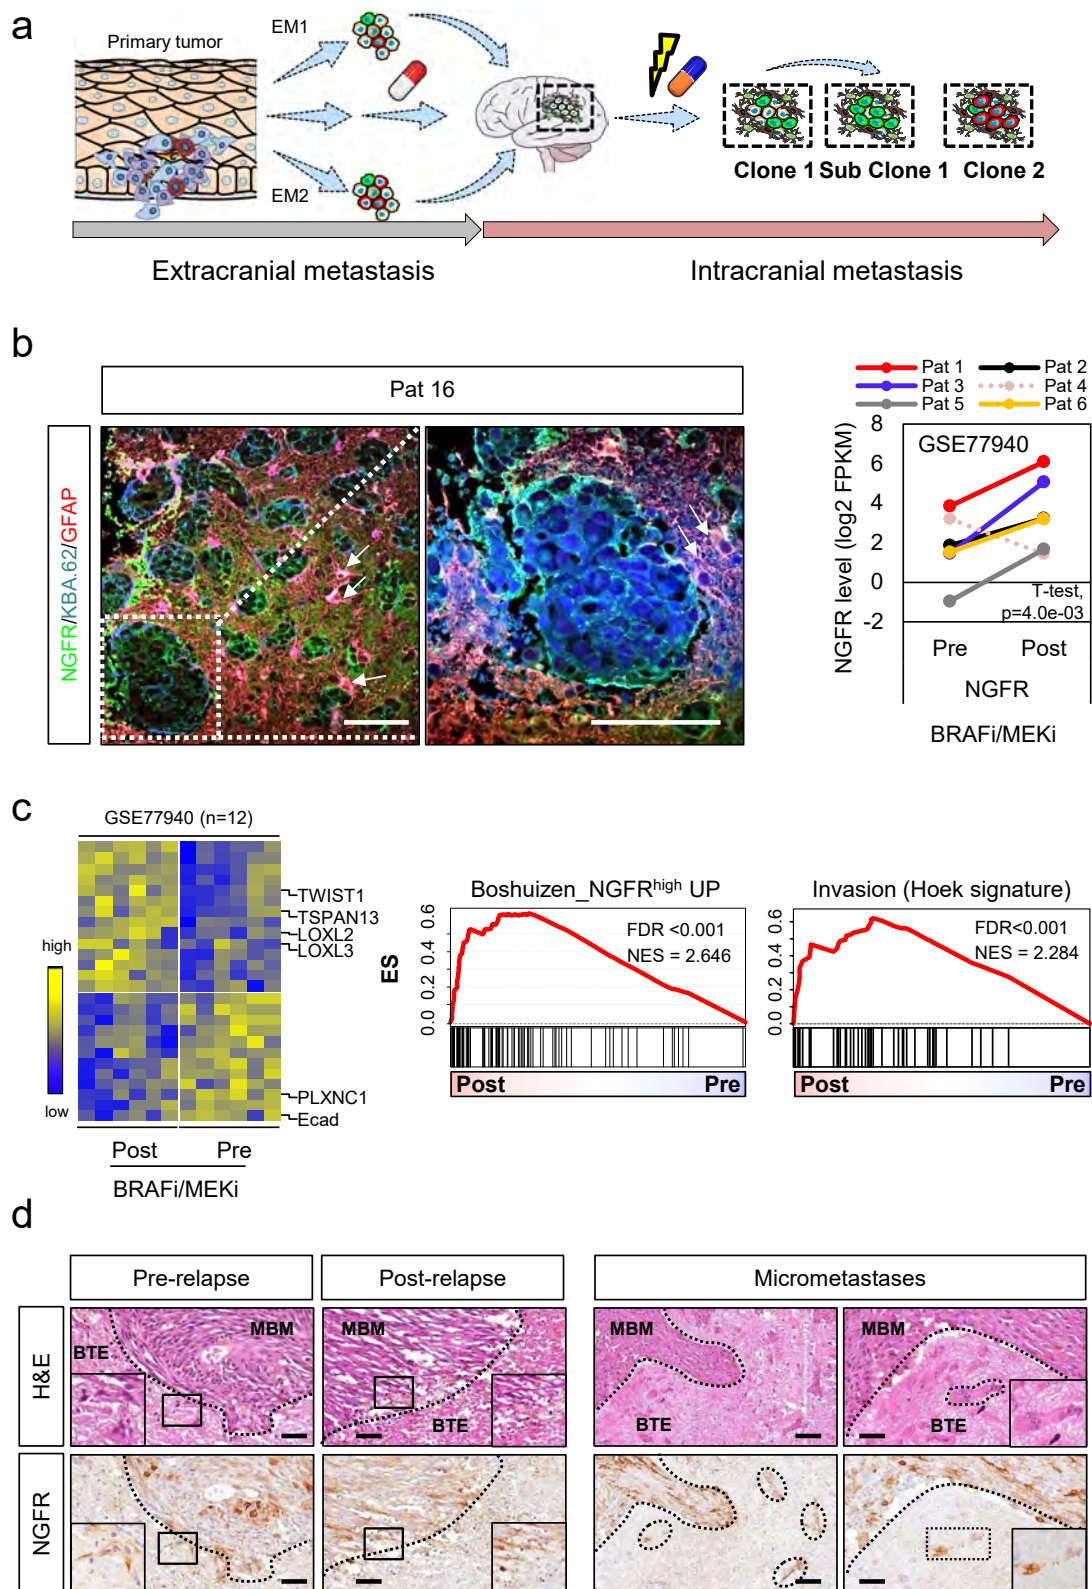 a
Primary tumor
EM1
EM2
Clone 1 Sub Clone 1 Clone 2
Extracranial metastasis
Intracranial metastasis
b
Pat 16
NGFR/KBA.62/GFAP
Pat 1 Pat 2
Pat 3 Pat 4
Pat 5 Pat 6
NGFR level (log2 FPKM)
8
6
4
2
0
-2
GSE77940
T-test,
p=4.0e-03
Pre Post
NGFR
BRAFi/MEKi
c
GSE77940 (n=12)
high
low
TWIST1
TSPAN13
LOXL2
LOXL3
PLXNC1
Ecad
Post Pre
BRAFi/MEKi
Boshuizen_NGFRhigh UP
ES
0.6
0.4
0.2
0.0
FDR <0.001
NES = 2.646
Post Pre
Invasion (Hoek signature)
0.6
0.4
0.2
0.0
FDR<0.001
NES = 2.284
Post Pre
d
Pre-relapse
Post-relapse
Micrometastases
H&E
MBM
BTE
MBM
BTE
MBM
BTE
MBM
BTE
NGFR